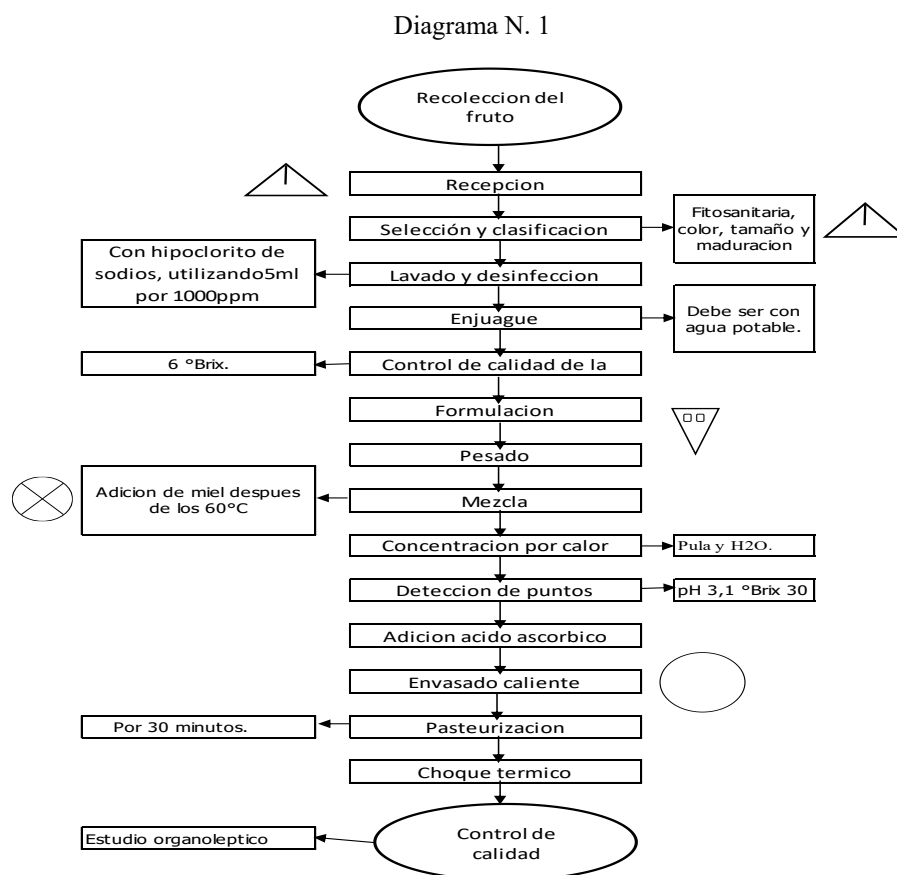 Diagrama N. 1
Recoleccion del
fruto
Recepcion
Selección y clasificacion
Fitosanitaria,
color, tamaño y
maduracion
Con hipoclorito de
sodios, utilizando5ml
por 1000ppm
Lavado y desinfeccion
Enjuague
Debe ser con
agua potable.
6 °Brix.
Control de calidad de la
Formulacion
Pesado
Adicion de miel despues
de los 60°C
Mezcla
Concentracion por calor
Pula y H2O.
Deteccion de puntos
pH 3,1 °Brix 30
Adicion acido ascorbico
Envasado caliente
Por 30 minutos.
Pasteurizacion
Choque termico
Estudio organoleptico
Control de
calidad